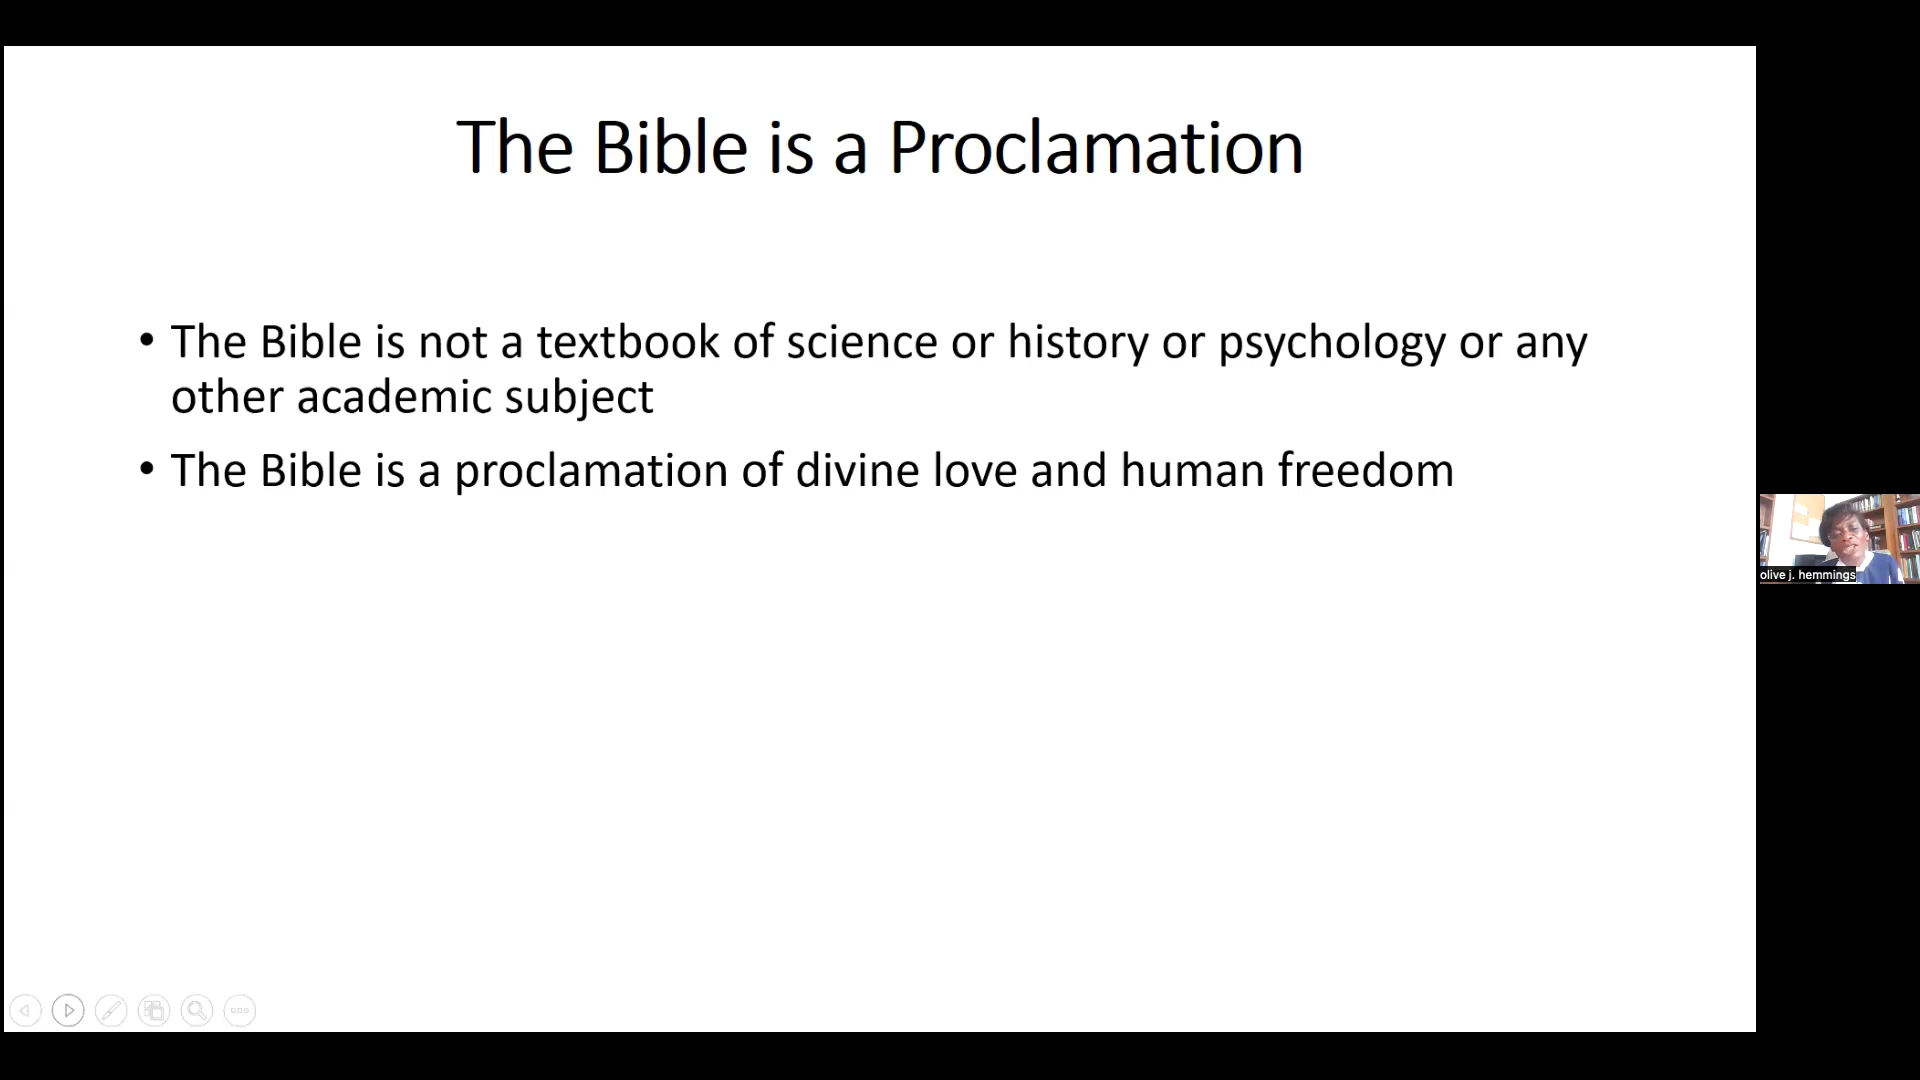 The Bible is a Proclamation
• The Bible is not a textbook of science or history or psychology or any
other academic subject
• The Bible is a proclamation of divine love and human freedom
olive j. hemmings